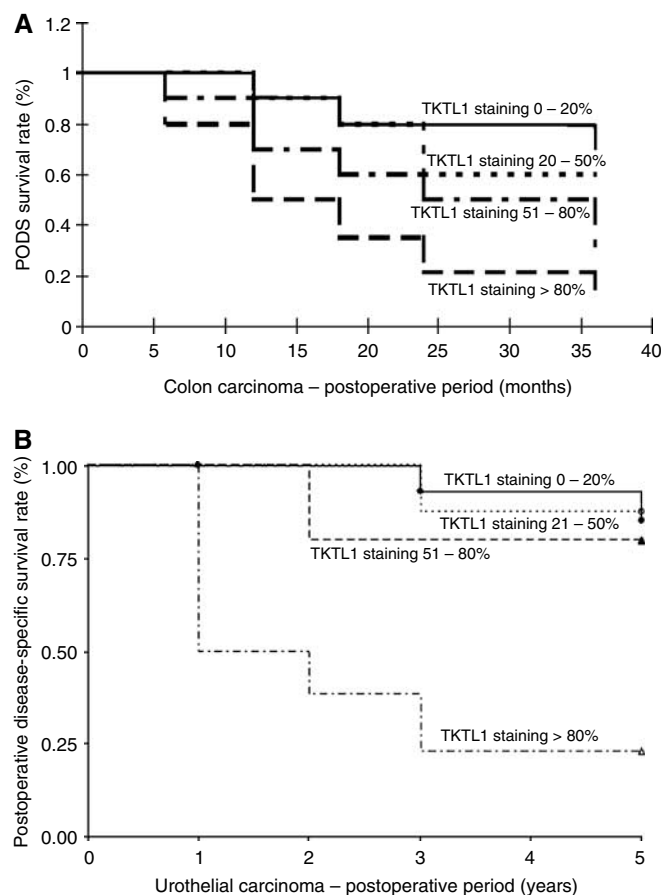 A
1.2
1
0.8
0.6
0.4
0.2
0
PODS survival rate (%)
TKTL1 staining 0 – 20%
TKTL1 staining 20 – 50%
TKTL1 staining 51 – 80%
TKTL1 staining > 80%
0 5 10 15 20 25 30 35 40
Colon carcinoma – postoperative period (months)
B
1.00
0.75
0.50
0.25
0.00
Postoperative disease-specific survival rate (%)
TKTL1 staining 0 – 20%
TKTL1 staining 21 – 50%
TKTL1 staining 51 – 80%
TKTL1 staining > 80%
0 1 2 3 4 5
Urothelial carcinoma – postoperative period (years)